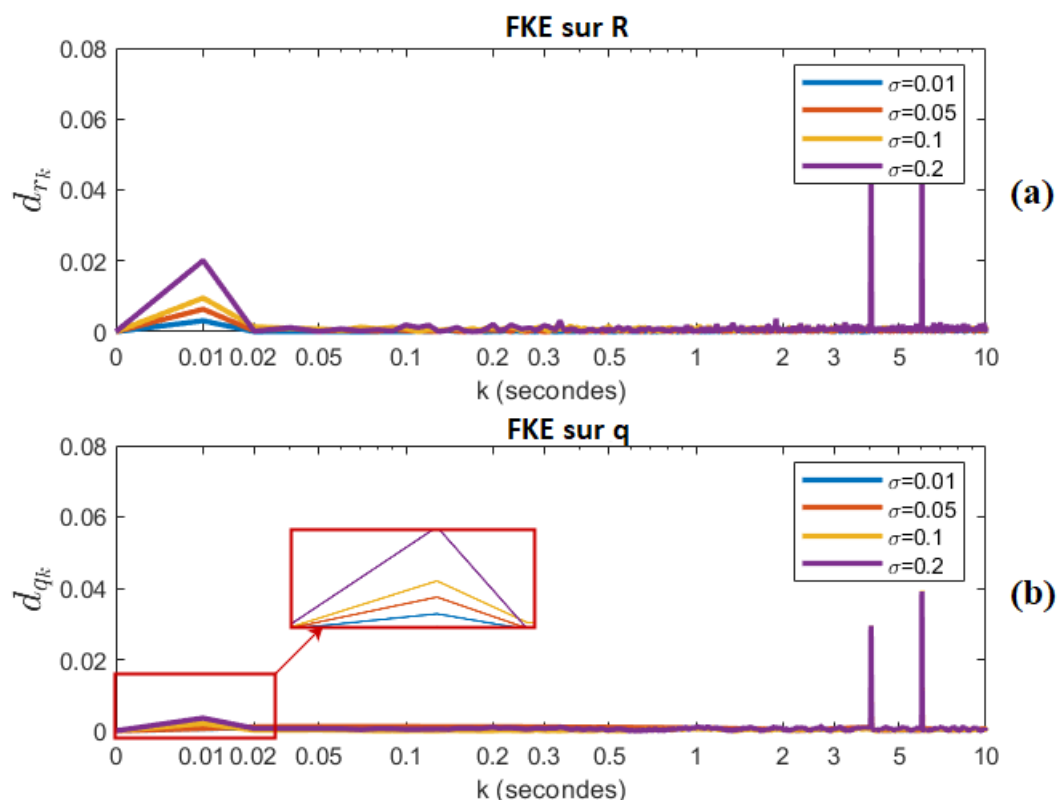 FKE sur R
0.08
0.06
0.04
0.02
0
d_{r_k}
σ=0.01
σ=0.05
σ=0.1
σ=0.2
(a)
0 0.01 0.02 0.05 0.1 0.2 0.3 0.5 1 2 3 5 10
k (secondes)
FKE sur q
0.08
0.06
0.04
0.02
0
d_{q_k}
σ=0.01
σ=0.05
σ=0.1
σ=0.2
(b)
0 0.01 0.02 0.05 0.1 0.2 0.3 0.5 1 2 3 5 10
k (secondes)